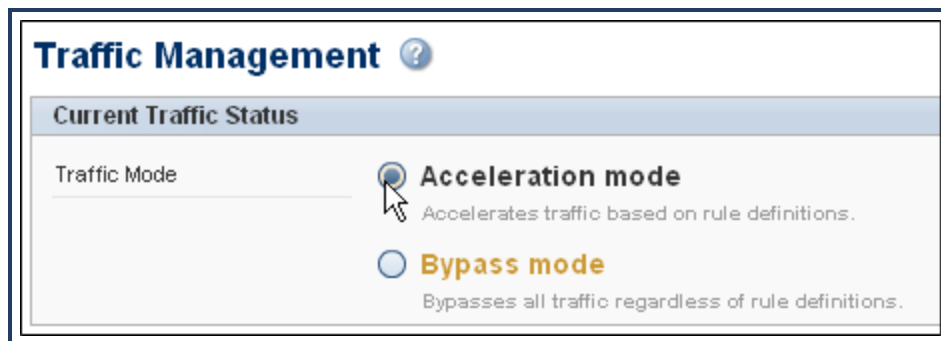 Traffic Management
Current Traffic Status
Traffic Mode
Acceleration mode
Accelerates traffic based on rule definitions.
Bypass mode
Bypasses all traffic regardless of rule definitions.